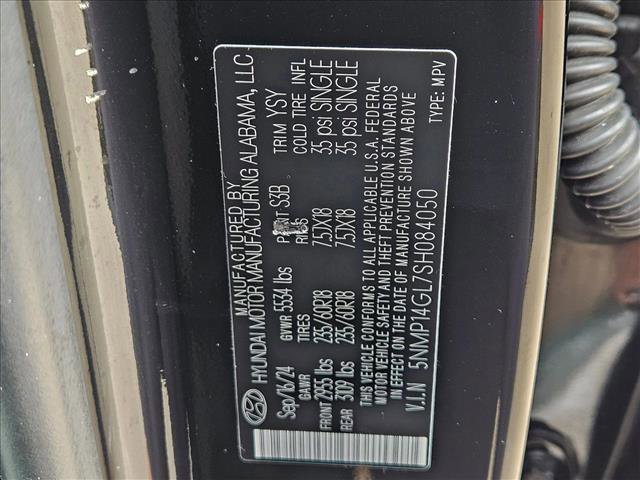 MANUFACTURED BY
HYUNDAI MOTOR MANUFACTURING ALABAMA, LLC
Sep/16/24 GVWR 5534 lbs PAINT S3B TRIM YSY
GAWR TIRES RIMS COLD TIRE INFL
FRONT 2955 lbs 235/60R18 7.5JX18 35 psi SINGLE
REAR 3109 lbs 235/60R18 7.5JX18 35 psi SINGLE
THIS VEHICLE CONFORMS TO ALL APPLICABLE U.S.A. FEDERAL
MOTOR VEHICLE SAFETY AND THEFT PREVENTION STANDARDS
IN EFFECT ON THE DATE OF MANUFACTURE SHOWN ABOVE
V.I.N 5NMP14GL7SH084050 TYPE: MPV